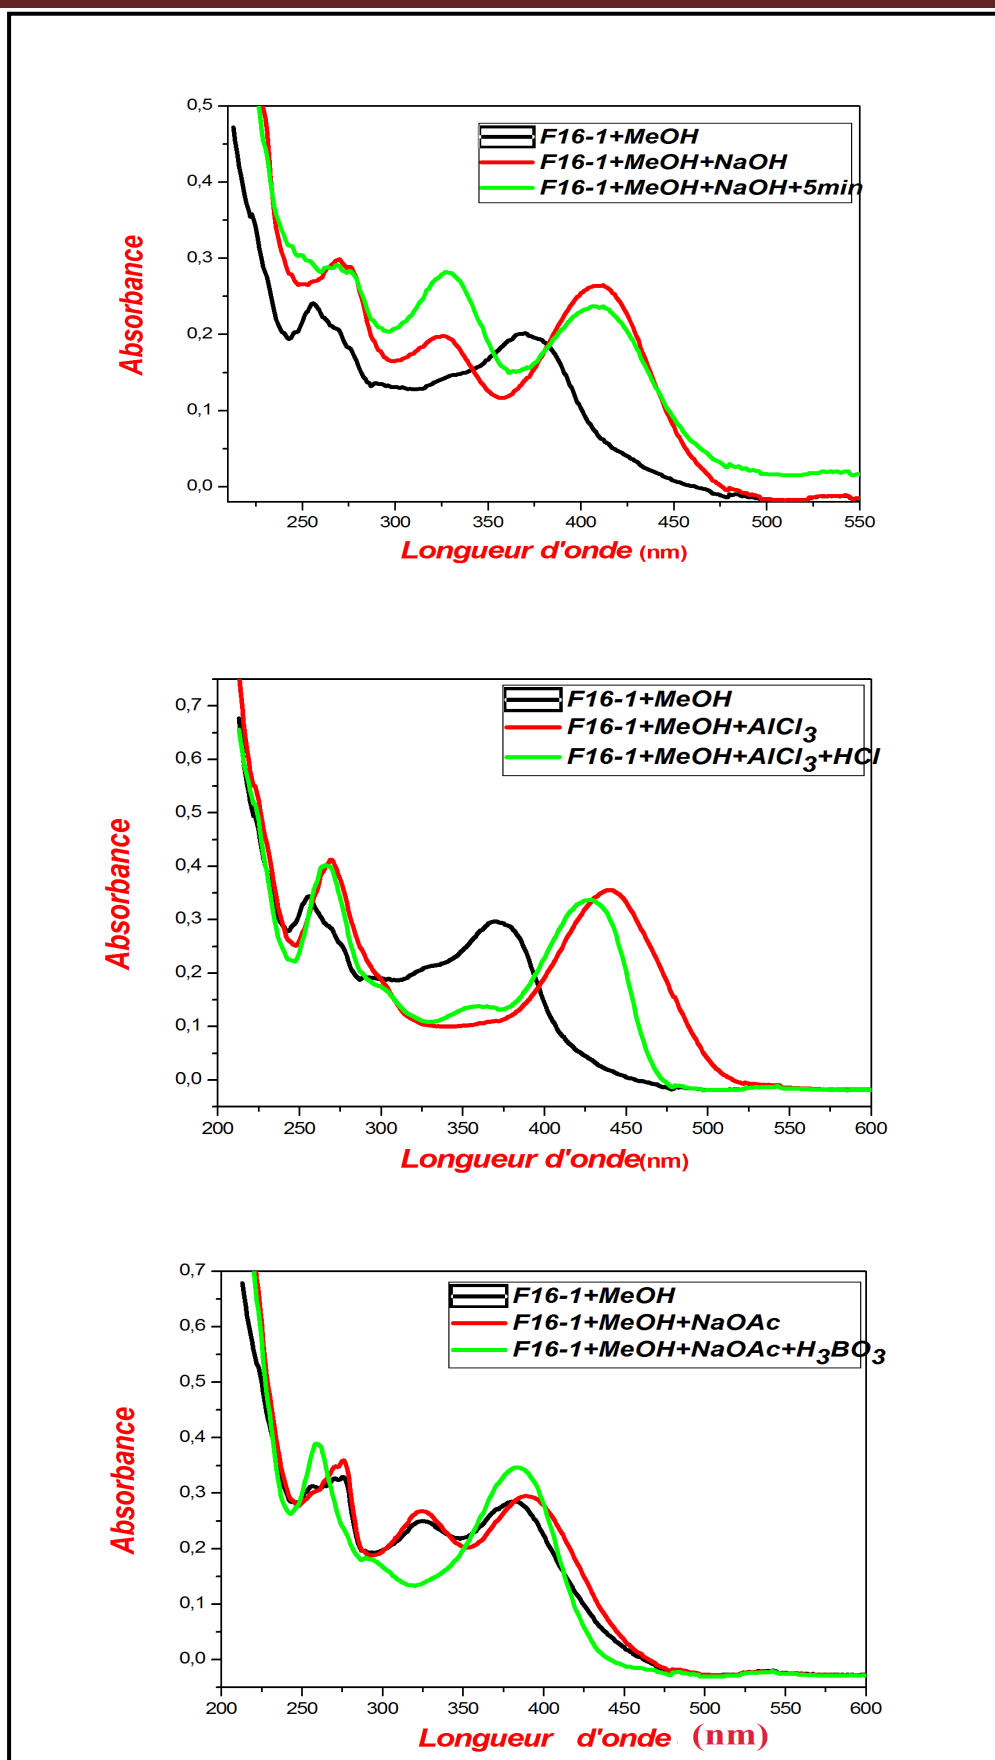 0,5
F16-1+MeOH
F16-1+MeOH+NaOH
F16-1+MeOH+NaOH+5min
0,4
0,3
0,2
0,1
0,0
Absorbance
250 300 350 400 450 500 550
Longueur d'onde (nm)
F16-1+MeOH
F16-1+MeOH+AlCl3
F16-1+MeOH+AlCl3+HCl
0,7
0,6
0,5
0,4
0,3
0,2
0,1
0,0
Absorbance
200 250 300 350 400 450 500 550 600
Longueur d'onde(nm)
0,7
F16-1+MeOH
F16-1+MeOH+NaOAc
F16-1+MeOH+NaOAc+H3BO3
0,6
0,5
0,4
0,3
0,2
0,1
0,0
Absorbance
200 250 300 350 400 450 500 550 600
Longueur d'onde (nm)